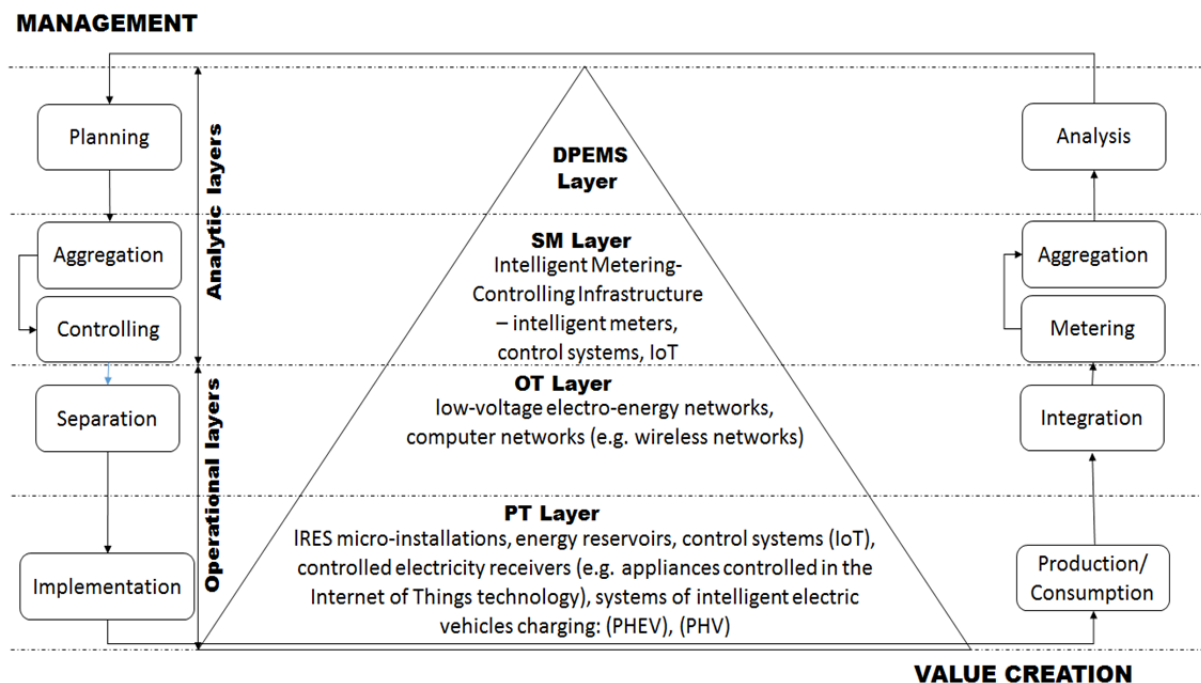 MANAGEMENT
Planning
Aggregation
Controlling
Separation
Implementation
Analytic layers
Operational layers
DPEMS
Layer
SM Layer
Intelligent Metering-
Controlling Infrastructure
– intelligent meters,
control systems, IoT
OT Layer
low-voltage electro-energy networks,
computer networks (e.g. wireless networks)
PT Layer
IRES micro-installations, energy reservoirs, control systems (IoT),
controlled electricity receivers (e.g. appliances controlled in the
Internet of Things technology), systems of intelligent electric
vehicles charging: (PHEV), (PHV)
Analysis
Aggregation
Metering
Integration
Production/
Consumption
VALUE CREATION